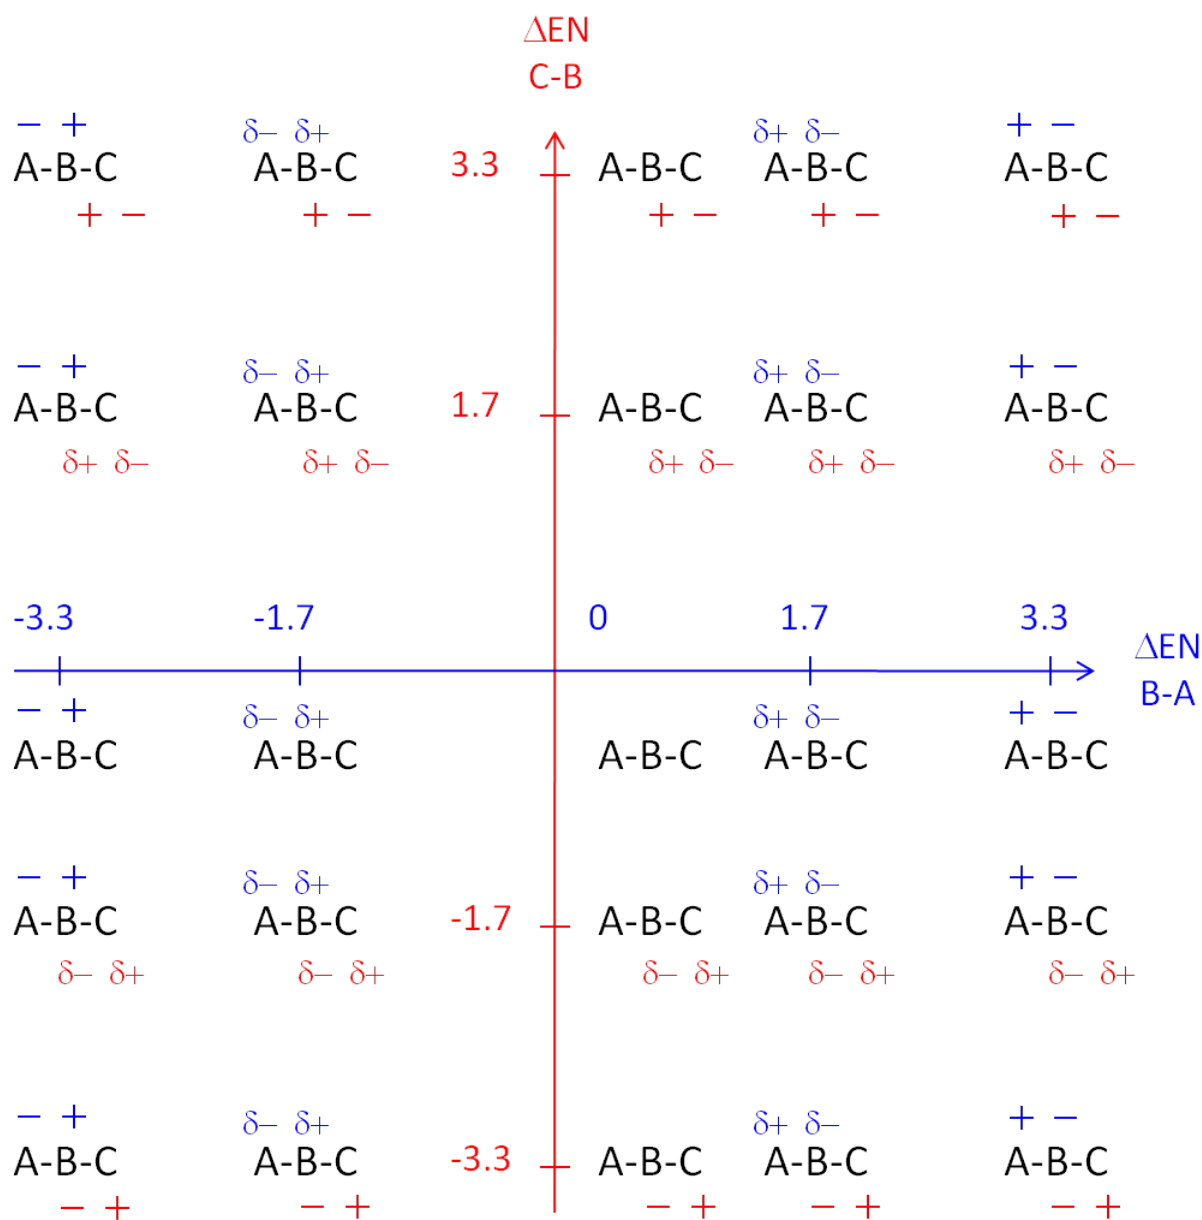 ΔEN
C-B
− + δ− δ+ δ+ δ− + −
A-B-C A-B-C 3.3 A-B-C A-B-C A-B-C
+ − + − + − + − + −
− + δ− δ+ δ+ δ− + −
A-B-C A-B-C 1.7 A-B-C A-B-C A-B-C
δ+ δ− δ+ δ− δ+ δ− δ+ δ− δ+ δ−
-3.3 -1.7 0 1.7 3.3
ΔEN
B-A
− + δ− δ+ δ+ δ− + −
A-B-C A-B-C A-B-C A-B-C A-B-C
− + δ− δ+ δ+ δ− + −
A-B-C A-B-C -1.7 A-B-C A-B-C A-B-C
δ− δ+ δ− δ+ δ− δ+ δ− δ+ δ− δ+
− + δ− δ+ δ+ δ− + −
A-B-C A-B-C -3.3 A-B-C A-B-C A-B-C
− + − + − + − + − +